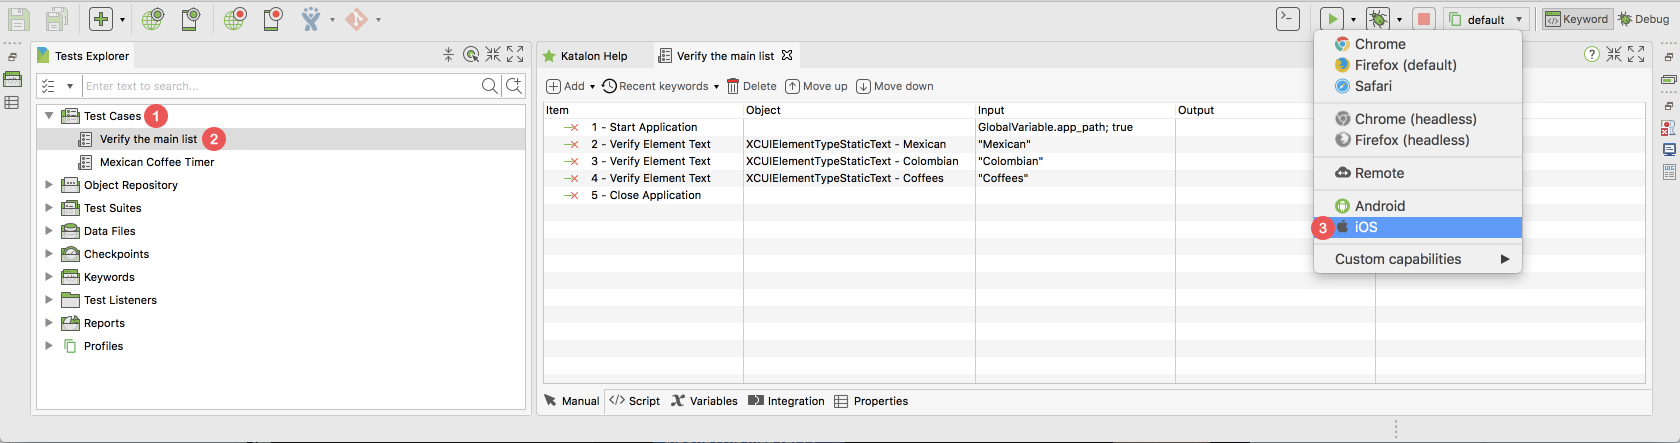 default
Keyword
Debug
Tests Explorer
Enter text to search...
Test Cases 1
Verify the main list 2
Mexican Coffee Timer
Object Repository
Test Suites
Data Files
Checkpoints
Keywords
Test Listeners
Reports
Profiles
Katalon Help
Verify the main list
Add
Recent keywords
Delete
Move up
Move down
Item Object Input Output
1 - Start Application GlobalVariable.app_path; true
2 - Verify Element Text XCUIElementTypeStaticText - Mexican "Mexican"
3 - Verify Element Text XCUIElementTypeStaticText - Colombian "Colombian"
4 - Verify Element Text XCUIElementTypeStaticText - Coffees "Coffees"
5 - Close Application
Manual
</> Script
Variables
Integration
Properties
Chrome
Firefox (default)
Safari
Chrome (headless)
Firefox (headless)
Remote
Android
3 iOS
Custom capabilities